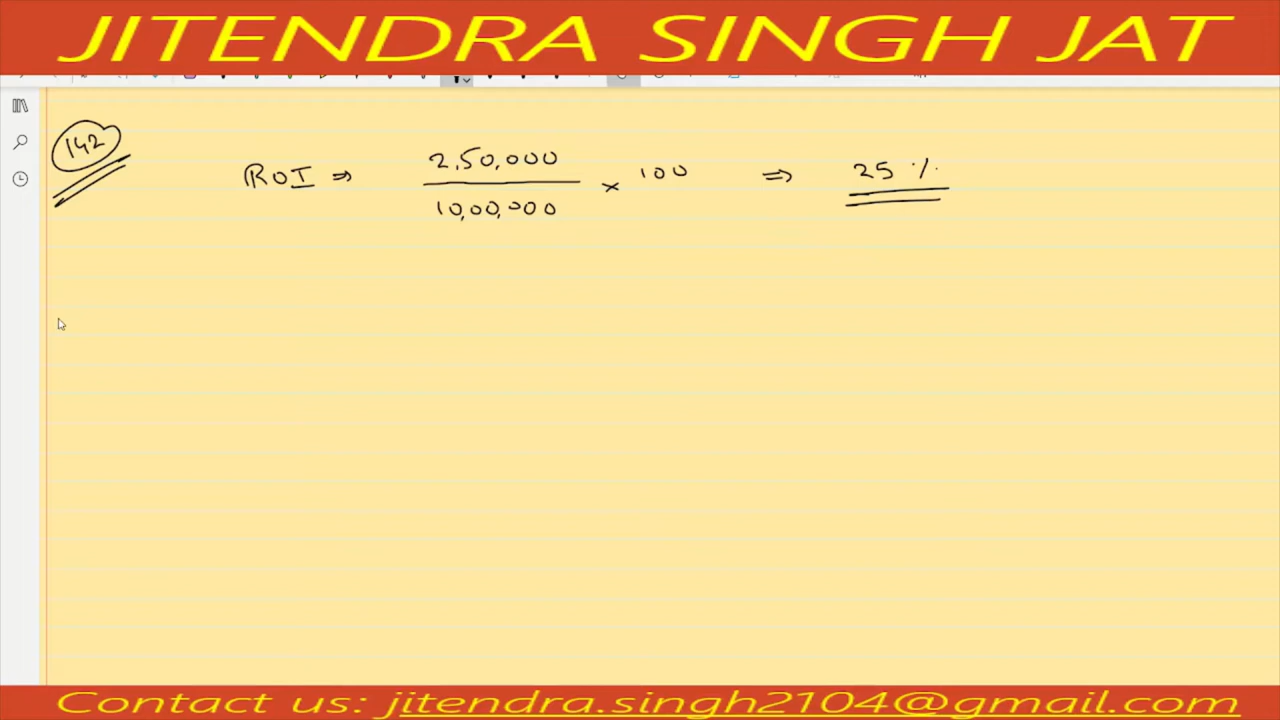 JITENDRA SINGH JAT
142
ROI ⇒ 2,50,000 / 10,00,000 × 100 ⇒ 25 %
Contact us: jitendra.singh2104@gmail.com